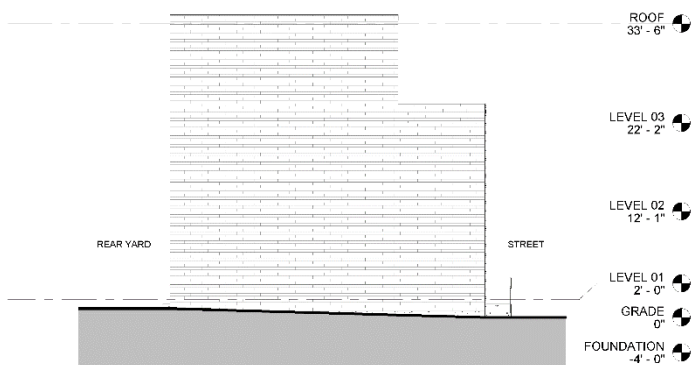 ROOF
33' - 6"
LEVEL 03
22' - 2"
LEVEL 02
12' - 1"
REAR YARD
STREET
LEVEL 01
2' - 0"
GRADE
0"
FOUNDATION
-4' - 0"